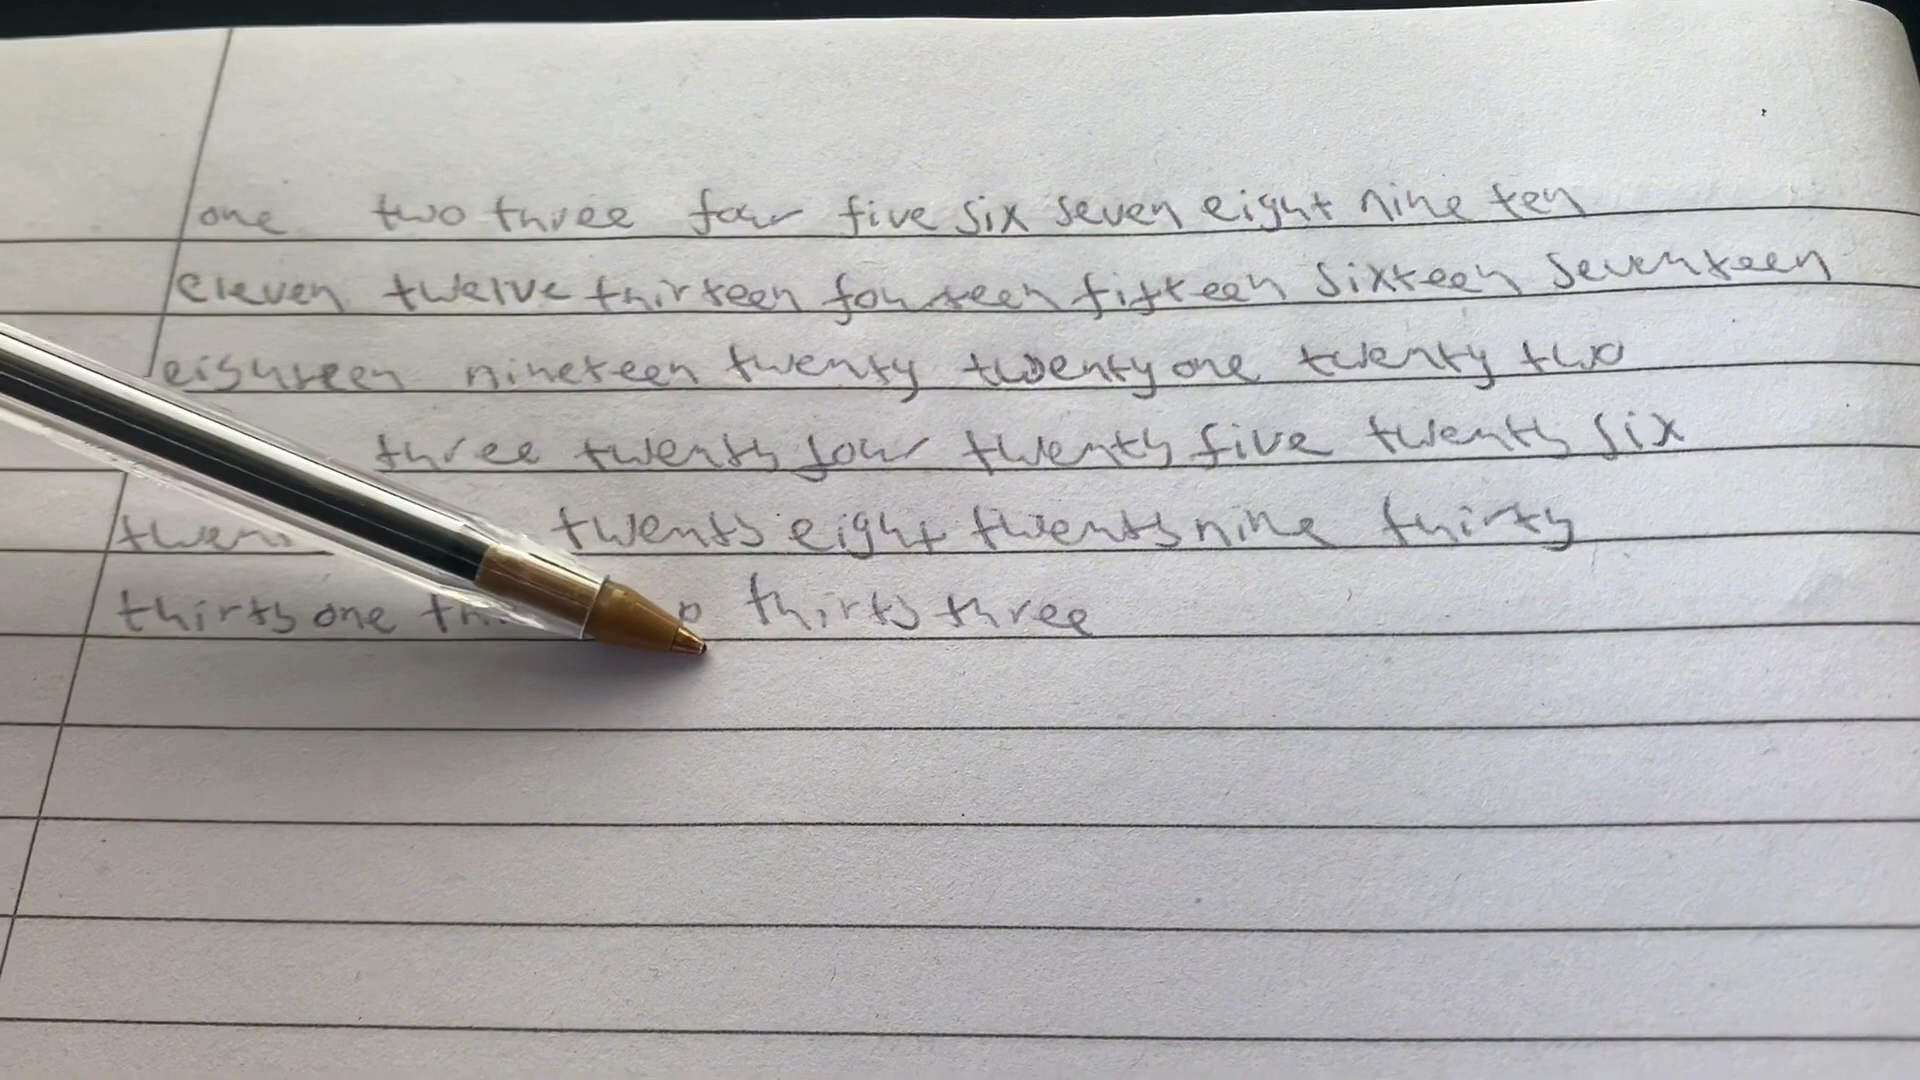 one two three four five six seven eight nine ten
eleven twelve thirteen fourteen fifteen sixteen seventeen
eighteen nineteen twenty twenty one twenty two
three twenty four twenty five twenty six
twenty eight twenty nine thirty
thirty one thirty three